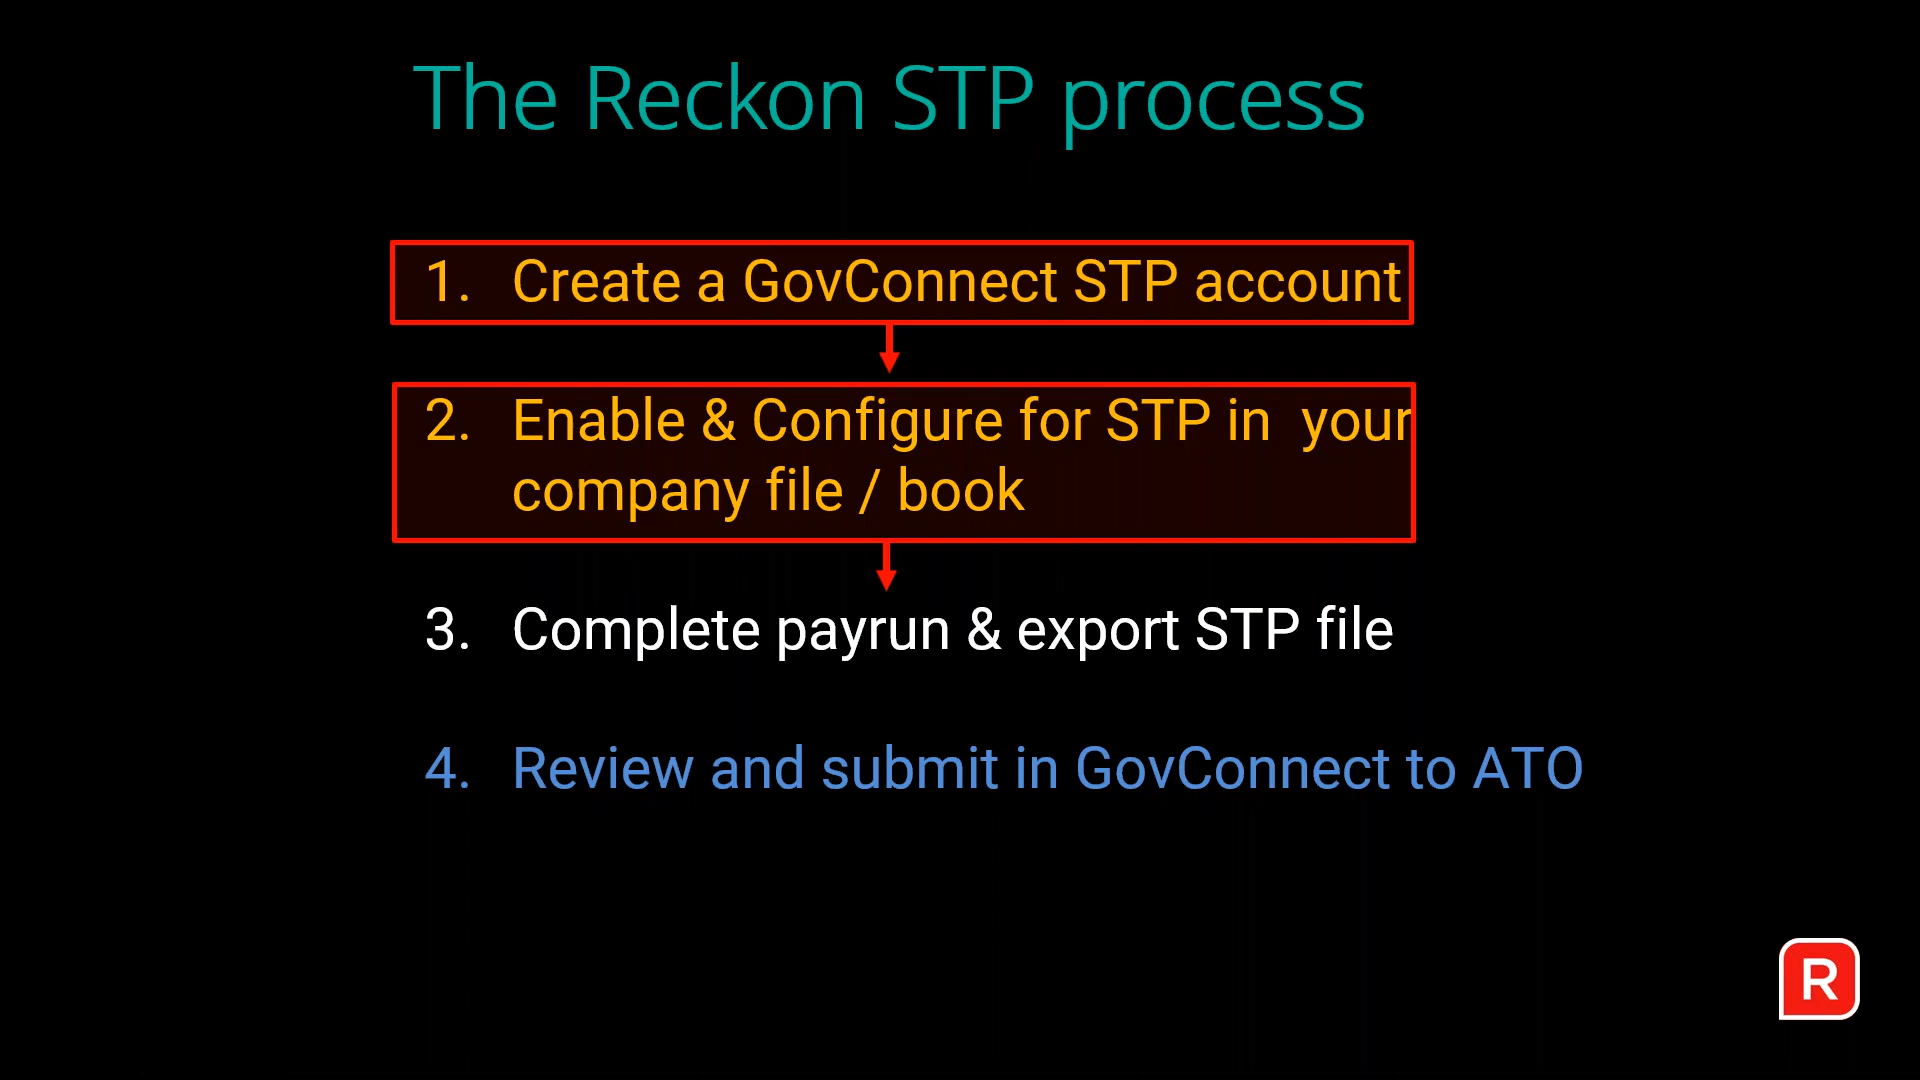 The Reckon STP process
1. Create a GovConnect STP account
2. Enable & Configure for STP in  your
company file / book
3. Complete payrun & export STP file
4. Review and submit in GovConnect to ATO
R